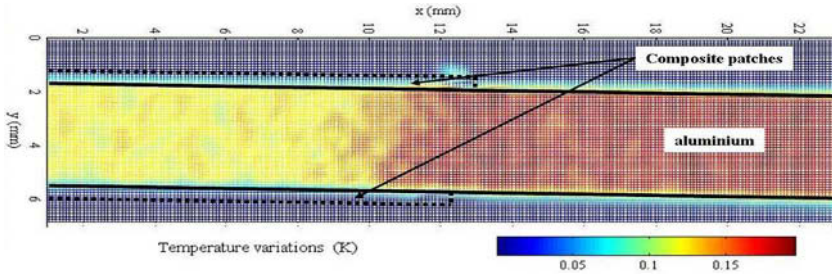 x (mm)
2 4 6 8 10 12 14 16 18 20 22
0
2
4
6
y (mm)
Composite patches
aluminium
Temperature variations (K)
0.05 0.1 0.15